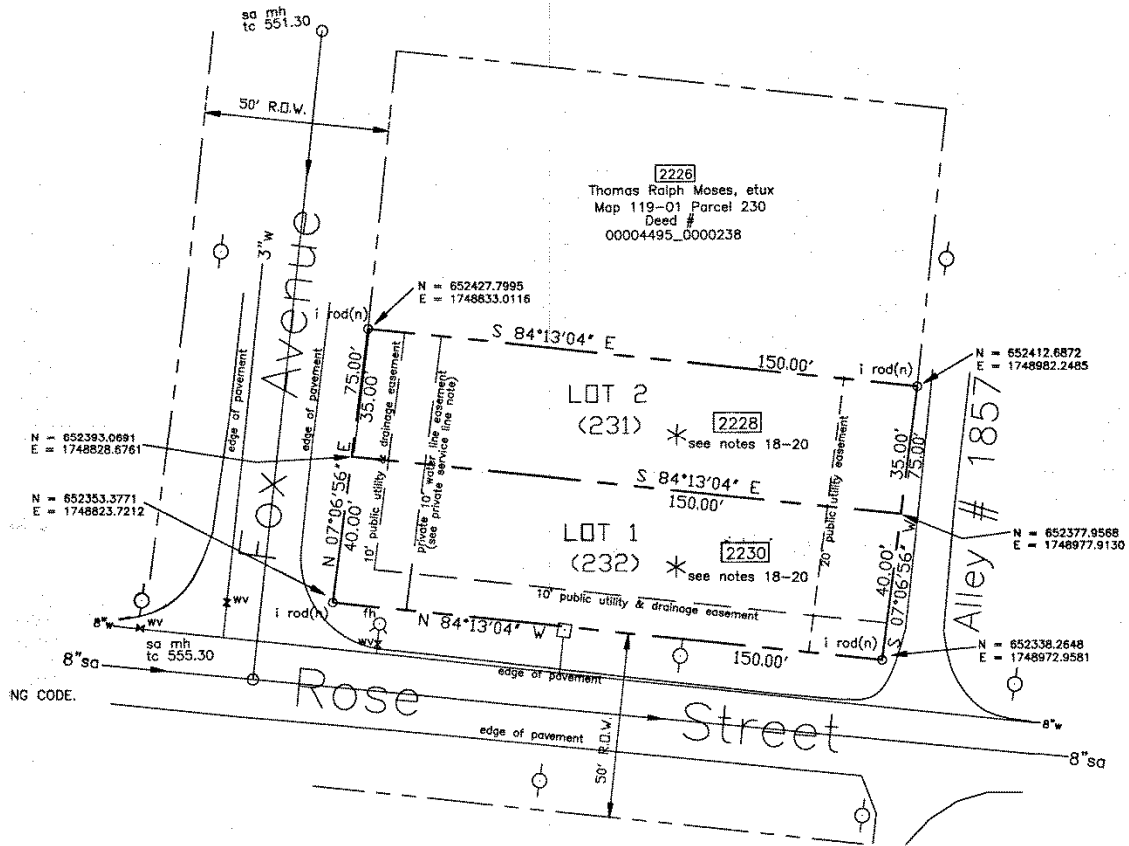 sa mh
tc 551.30
50' R.O.W.
2226
Thomas Ralph Moses, etux
Map 119-01 Parcel 230
Deed #
00004495_0000238
3"w
Fox Avenue
edge of pavement
edge of pavement
N = 652427.7995
E = 1748833.0116
i rod(n)
S 84°13'04" E
150.00'
i rod(n)
N = 652412.6872
E = 1748982.2485
75.00'
35.00'
10' public utility & drainage easement
private 10' water line easement
(see private service line note)
LOT 2
(231)
2228
* see notes 18-20
20' public utility easement
35.00'
75.00'
Alley # 1857
N = 652393.0691
E = 1748828.6761
S 84°13'04" E
150.00'
N = 652353.3771
E = 1748823.7212
N 07°06'56" E
40.00'
LOT 1
(232)
2230
* see notes 18-20
40.00'
S 07°06'56" W
N = 652377.9568
E = 1748977.9130
10' public utility & drainage easement
i rod(n)
fh
N 84°13'04" W
150.00'
i rod(n)
N = 652338.2648
E = 1748972.9581
wv
8"w
wv
wv
sa mh
tc 555.30
8"sa
edge of pavement
NG CODE.
Rose Street
8"w
edge of pavement
50' R.O.W.
8"sa